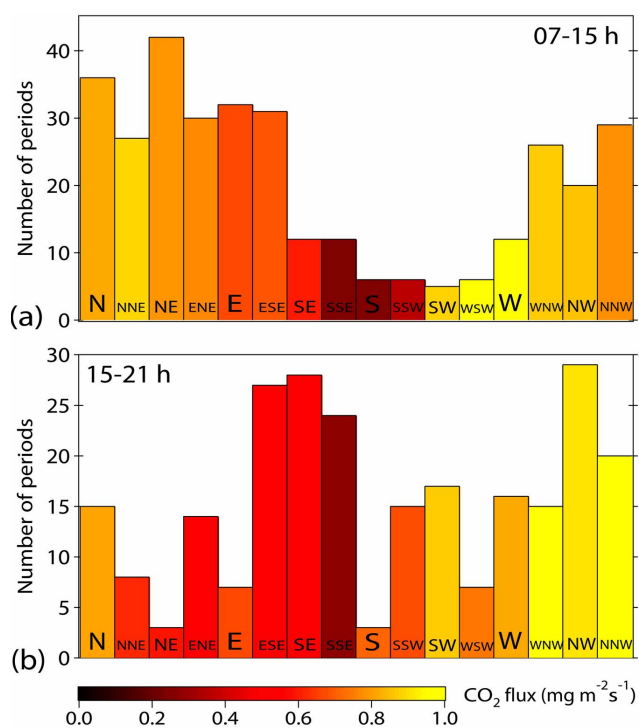 07-15 h
Number of periods
40
30
20
10
0
N NNE NE ENE E ESE SE SSE S SSW SW WSW W WNW NW NNW
(a)
15-21 h
Number of periods
30
25
20
15
10
5
0
N NNE NE ENE E ESE SE SSE S SSW SW WSW W WNW NW NNW
(b)
0.0 0.2 0.4 0.6 0.8 1.0
CO₂ flux (mg m⁻²s⁻¹)